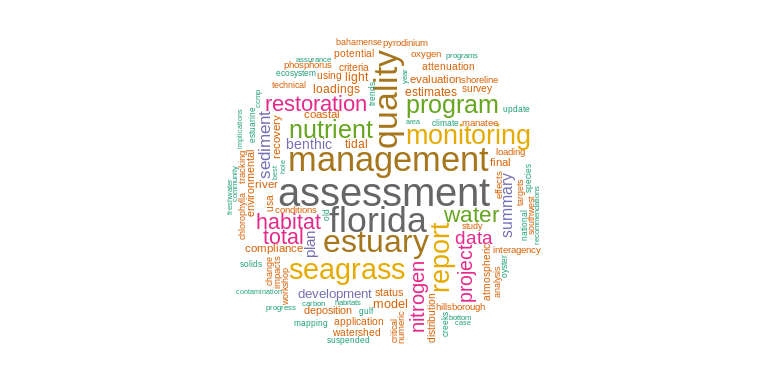 bahamense
pyrodinium
assurance
potential
oxygen
programs
phosphorus
criteria
attenuation
ecosystem
using
light
year
evaluation
shoreline
technical
loadings
trends
quality
estimates
survey
ccmp
restoration
program
update
implications
estuarine
coastal
nutrient
area
climate
manatee
monitoring
recovery
sediment
benthic
tidal
loading
management
final
tracking
environmental
best
hole
river
assessment
effects
targets
species
freshwater
community
usa
conditions
old
florida
water
summary
national
southwest
recommendations
chlorophylla
habitat
total
plan
estuary
report
data
study
compliance
interagency
solids
change
impacts
seagrass
nitrogen
project
atmospheric
analysis
oyster
contamination
workshop
development
status
progress
carbon
habitats
deposition
gulf
model
distribution
hillsborough
mapping
application
critical
numeric
creeks
bottom
case
watershed
suspended